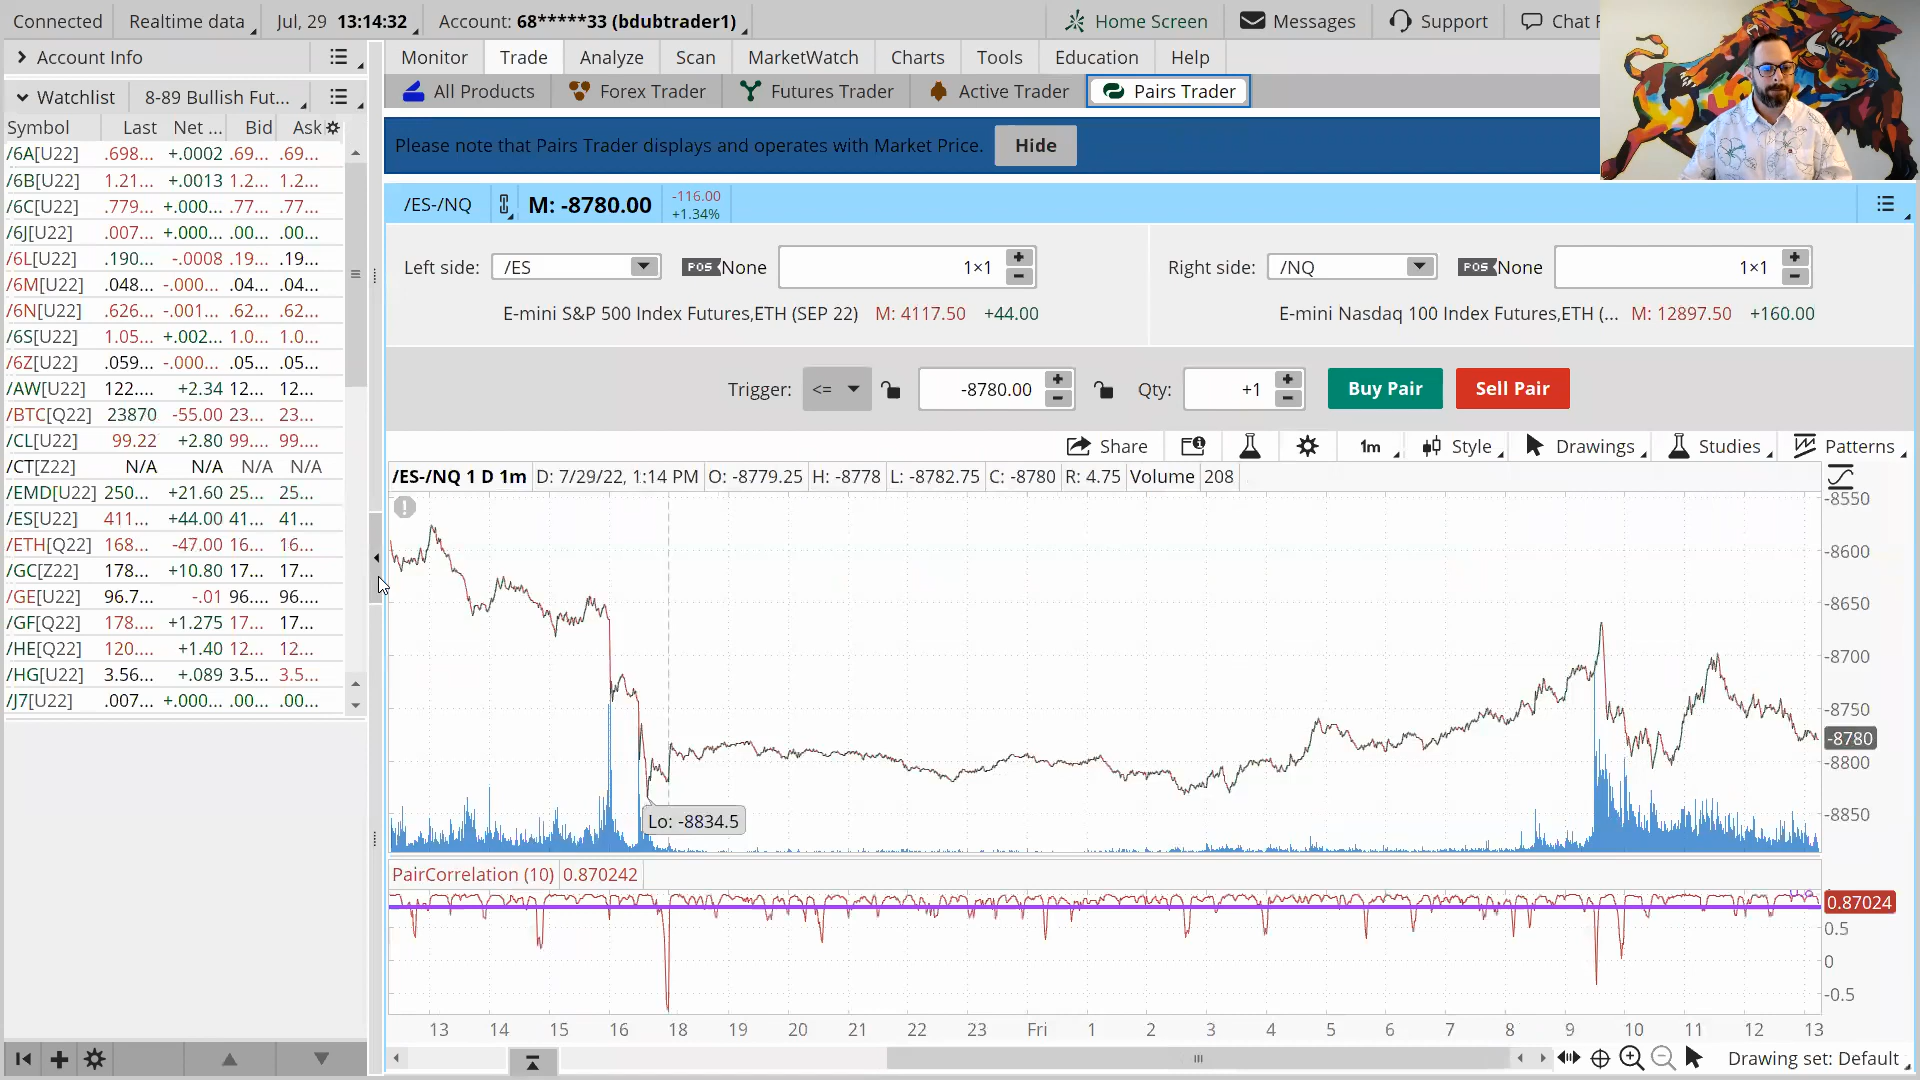 Connected Realtime data Jul, 29 13:14:32 Account: 68*****33 (bdubtrader1) Home Screen Messages Support Chat
Account Info Monitor Trade Analyze Scan MarketWatch Charts Tools Education Help
Watchlist 8-89 Bullish Fut... All Products Forex Trader Futures Trader Active Trader Pairs Trader
Symbol Last Net ... Bid Ask
Please note that Pairs Trader displays and operates with Market Price. Hide
/6A[U22] .698... +.0002 .69... .69...
/6B[U22] 1.21... +.0013 1.2... 1.2...
/6C[U22] .779... +.000... .77... .77...
/6J[U22] .007... +.000... .00... .00...
/6L[U22] .190... -.0008 .19... .19...
/6M[U22] .048... -.000... .04... .04...
/6N[U22] .626... -.001... .62... .62...
/6S[U22] 1.05... +.002... 1.0... 1.0...
/6Z[U22] .059... -.000... .05... .05...
/AW[U22] 122.... +2.34 12... 12...
/BTC[Q22] 23870 -55.00 23... 23...
/CL[U22] 99.22 +2.80 99.... 99....
/CT[Z22] N/A N/A N/A N/A
/EMD[U22] 250... +21.60 25... 25...
/ES[U22] 411... +44.00 41... 41...
/ETH[Q22] 168... -47.00 16... 16...
/GC[Z22] 178... +10.80 17... 17...
/GE[U22] 96.7... -.01 96.... 96....
/GF[Q22] 178.... +1.275 17... 17...
/HE[Q22] 120.... +1.40 12... 12...
/HG[U22] 3.56... +.089 3.5... 3.5...
/J7[U22] .007... +.000... .00... .00...
/ES-/NQ M: -8780.00 -116.00
+1.34%
Left side: /ES POS None 1×1 Right side: /NQ POS None 1×1
E-mini S&P 500 Index Futures,ETH (SEP 22) M: 4117.50 +44.00 E-mini Nasdaq 100 Index Futures,ETH (... M: 12897.50 +160.00
Trigger: <= -8780.00 Qty: +1 Buy Pair Sell Pair
Share 1m Style Drawings Studies Patterns
/ES-/NQ 1 D 1m D: 7/29/22, 1:14 PM O: -8779.25 H: -8778 L: -8782.75 C: -8780 R: 4.75 Volume 208
-8550
-8600
-8650
-8700
-8750
-8780
-8800
-8850
Lo: -8834.5
PairCorrelation (10) 0.870242
0.87024
0.5
0
-0.5
13 14 15 16 18 19 20 21 22 23 Fri 1 2 3 4 5 6 7 8 9 10 11 12 13
Drawing set: Default